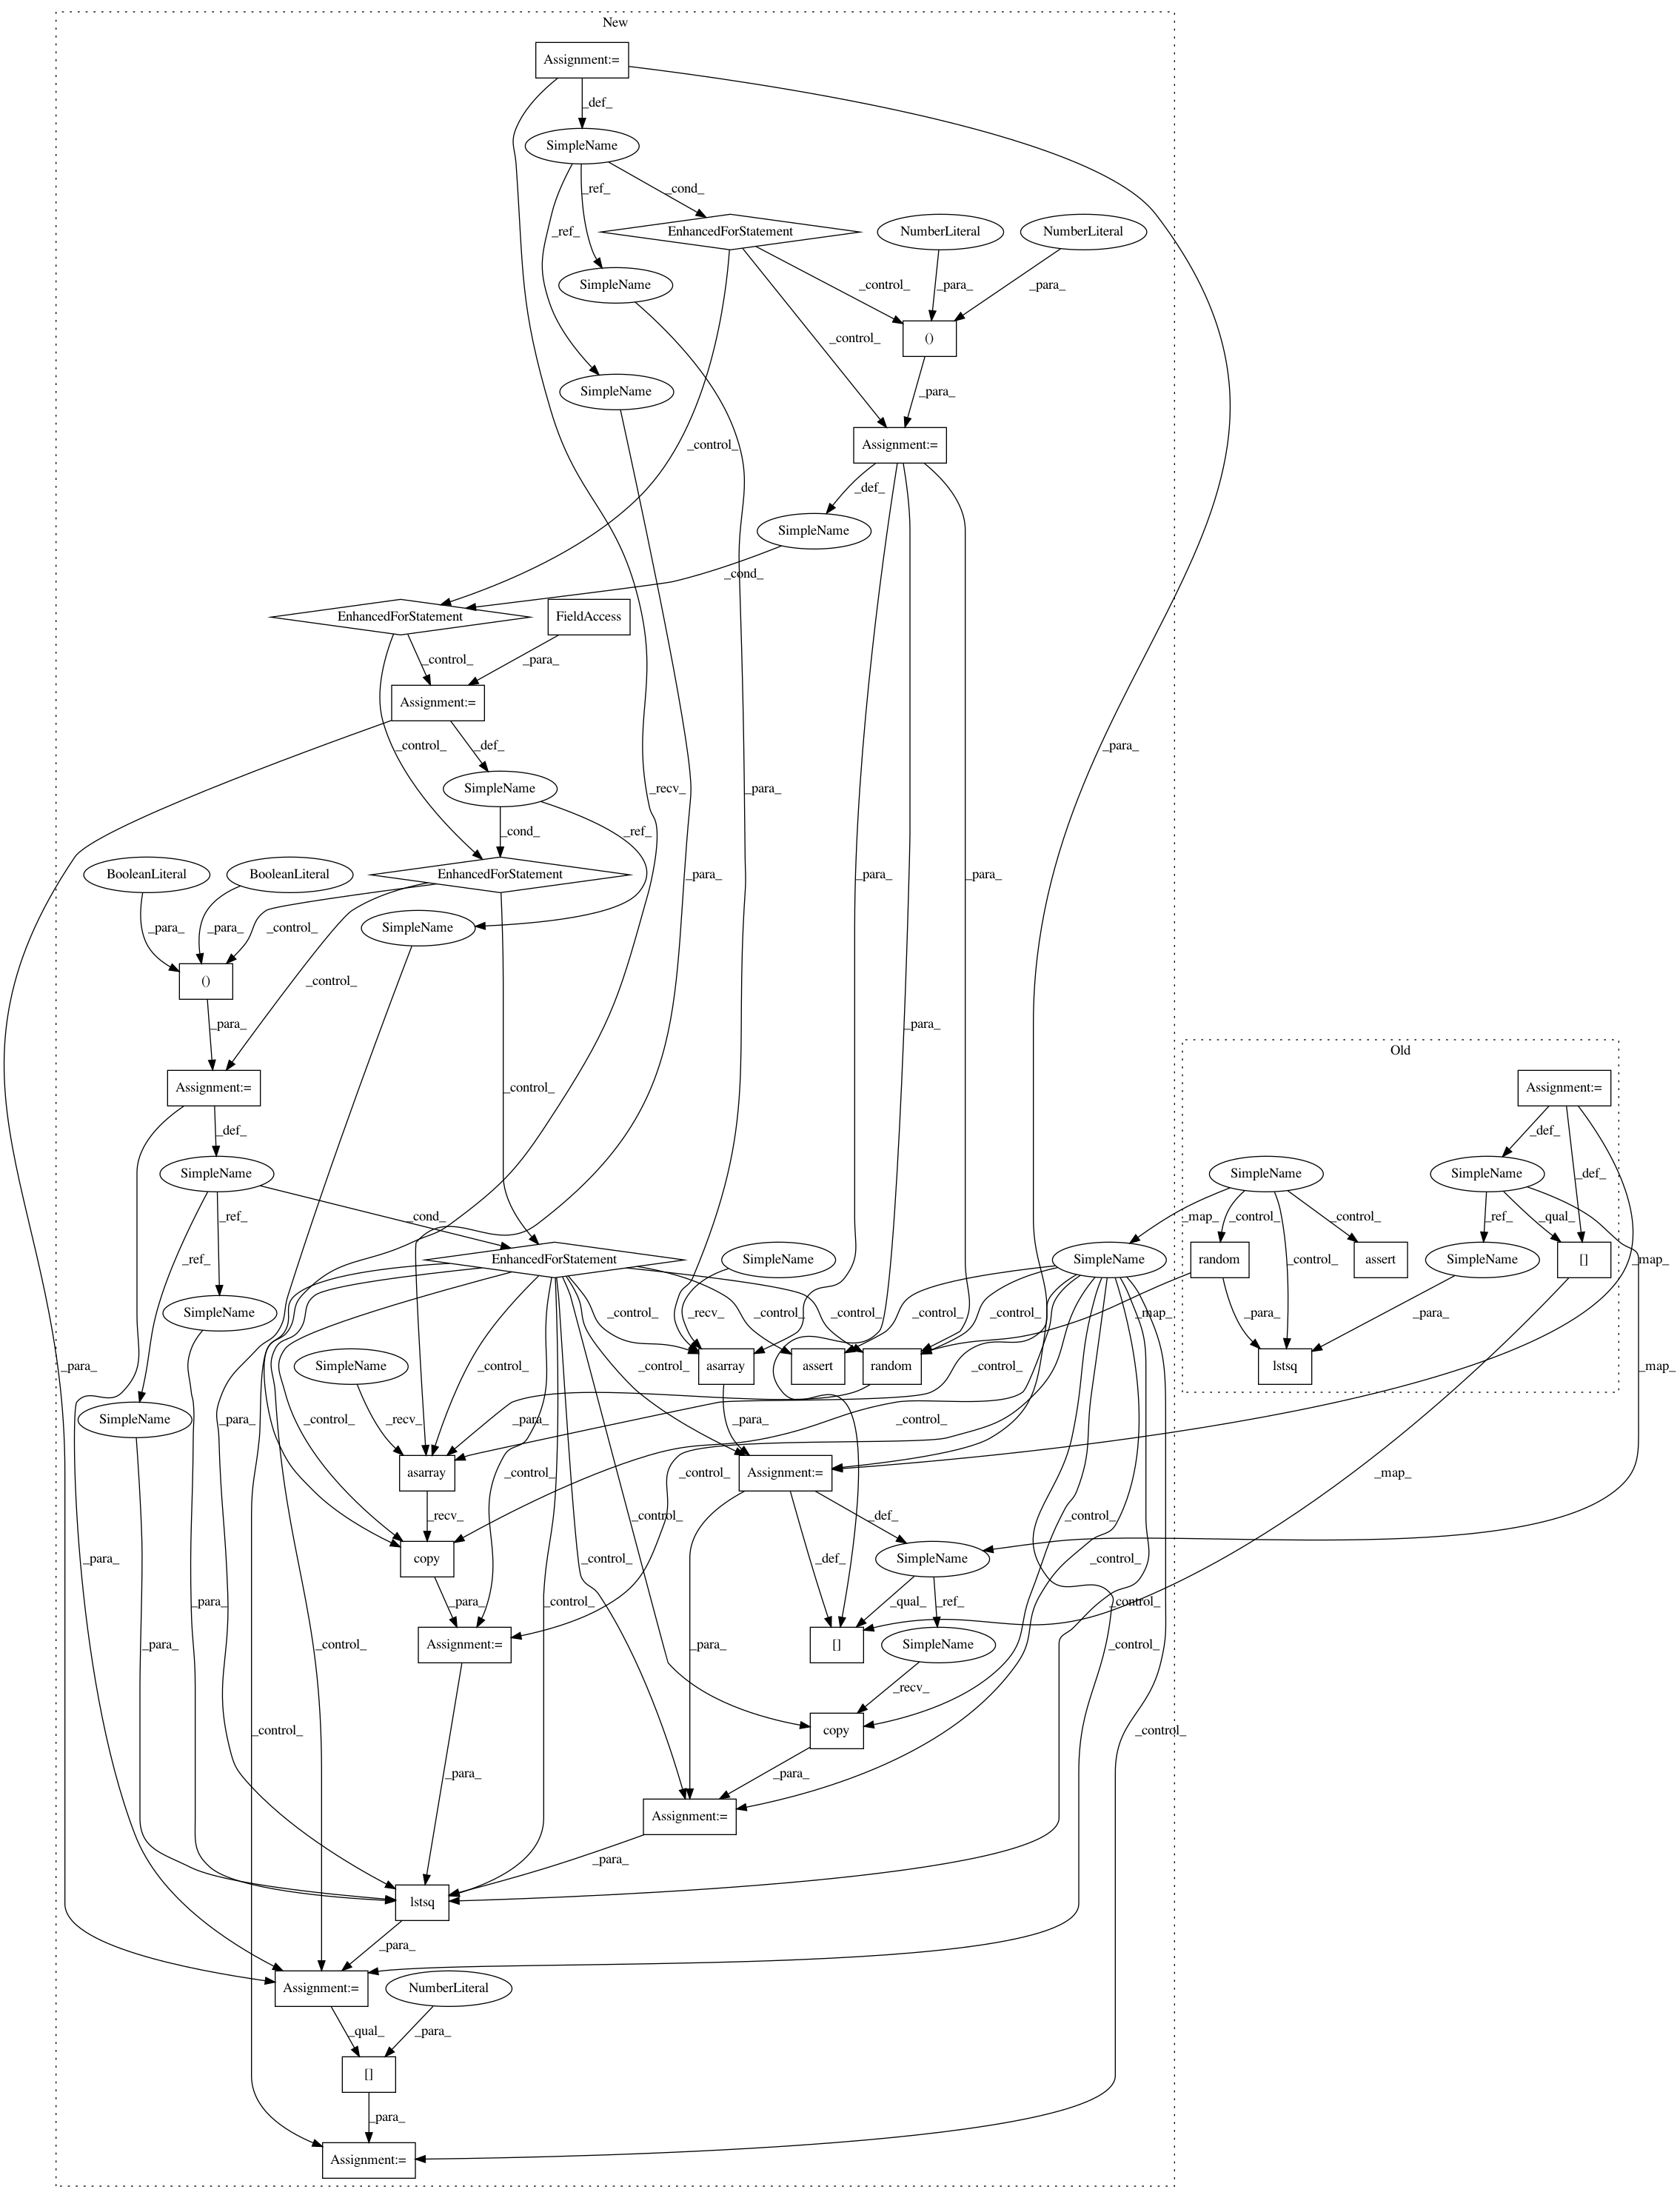 New
Assignment:=
_def_
SimpleName
_ref_
_cond_
_ref_
EnhancedForStatement
NumberLiteral
NumberLiteral
SimpleName
_control_
_para_
_para_
()
_control_
SimpleName
_para_
_control_
Assignment:=
_def_
SimpleName
_cond_
EnhancedForStatement
FieldAccess
_control_
_para_
Assignment:=
_control_
_def_
_para_
SimpleName
_recv_
_para_
_cond_
_ref_
BooleanLiteral
BooleanLiteral
EnhancedForStatement
_para_
_para_
_para_
SimpleName
_para_
_para_
_control_
()
_control_
_para_
_para_
Old
Assignment:=
_control_
Assignment:=
_def_
_def_
_def_
SimpleName
SimpleName
SimpleName
_cond_
_ref_
_map_
_control_
_control_
_ref_
_qual_
_ref_
EnhancedForStatement
SimpleName
SimpleName
random
_control_
assert
SimpleName
[]
_map_
SimpleName
_recv_
_control_
_control_
_control_
_control_
_control_
_map_
_para_
_para_
_para_
SimpleName
asarray
assert
random
lstsq
_control_
_control_
_control_
_map_
SimpleName
_para_
_recv_
_para_
_para_
_control_
_control_
asarray
Assignment:=
_control_
_control_
_map_
_recv_
_control_
_control_
_def_
copy
SimpleName
_para_
_control_
_def_
_control_
_para_
_control_
_qual_
_ref_
_para_
_control_
Assignment:=
[]
SimpleName
_para_
_control_
_para_
_control_
_recv_
copy
_control_
_control_
_para_
_para_
Assignment:=
_para_
lstsq
_para_
Assignment:=
NumberLiteral
_qual_
_para_
[]
_para_
Assignment:=